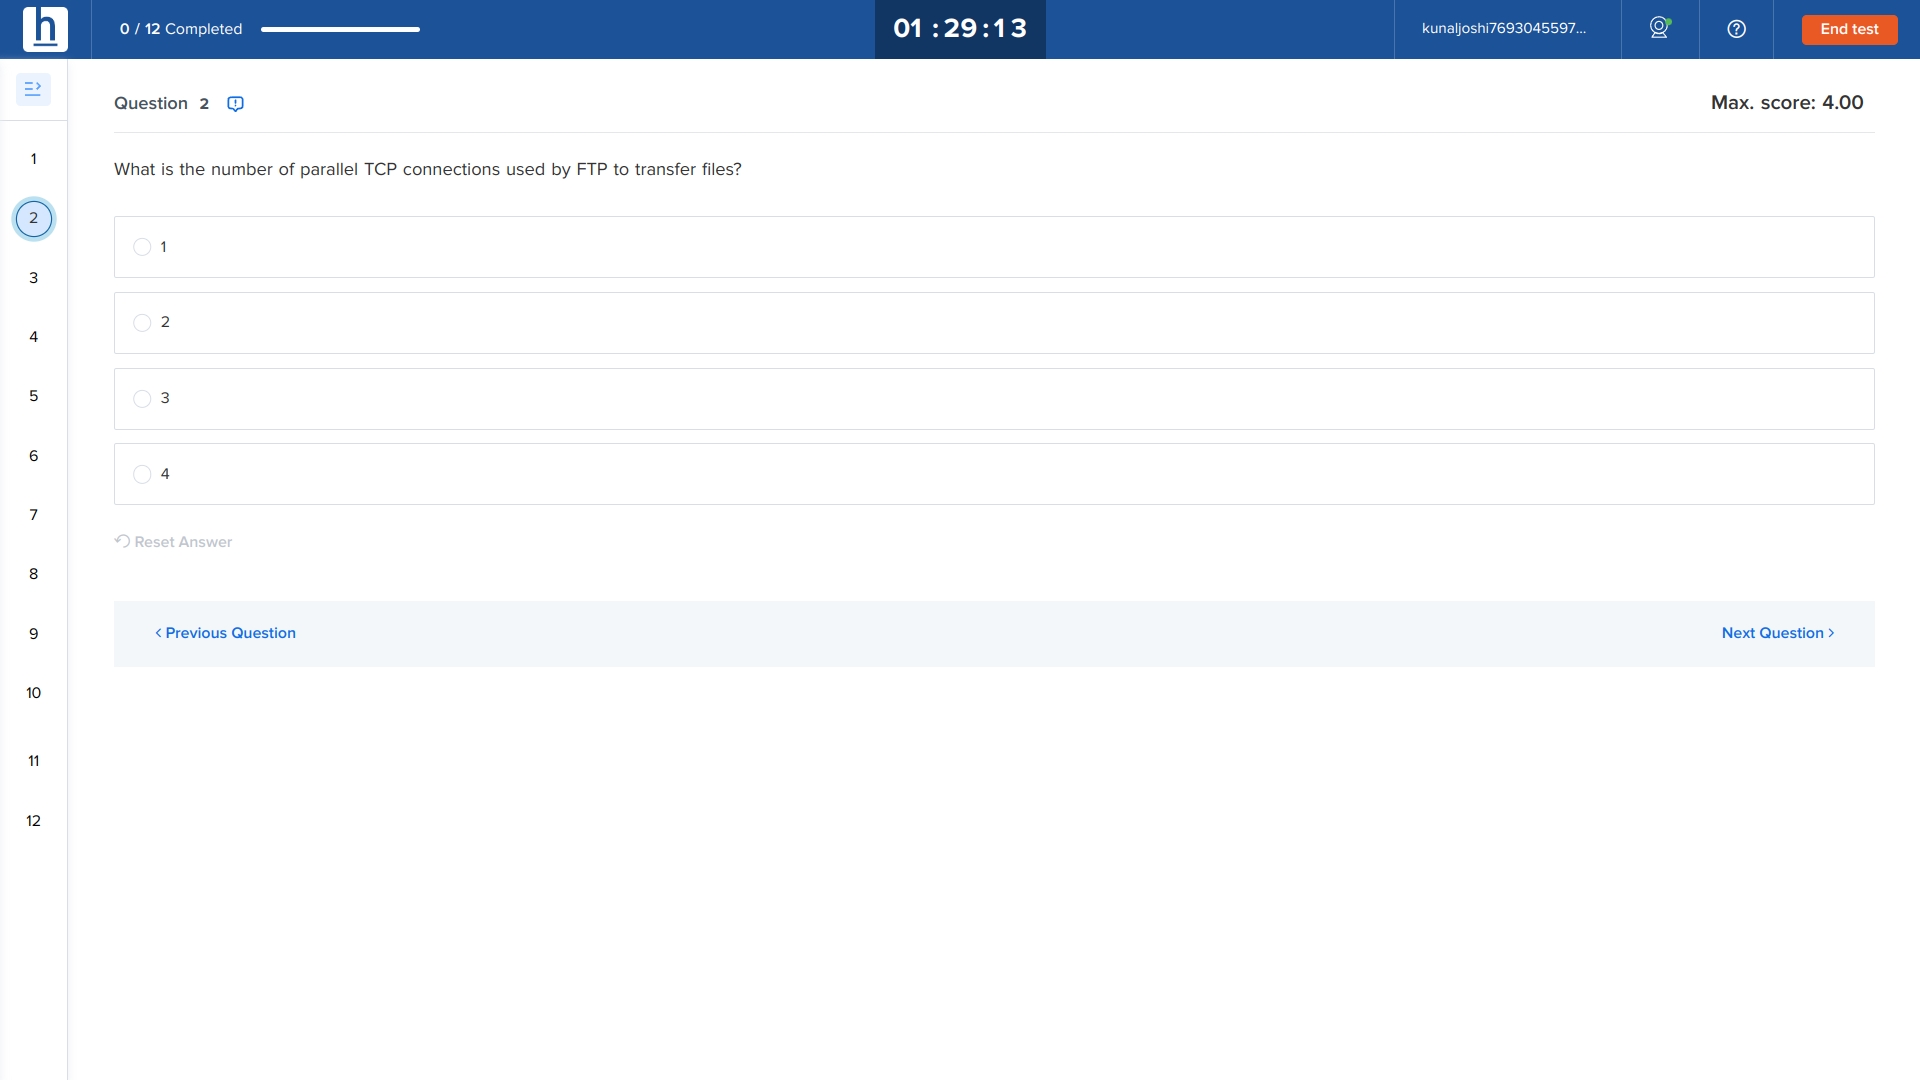 h
0 / 12 Completed
01 : 29 : 13
kunaljoshi7693045597...
End test
Question 2
Max. score: 4.00
What is the number of parallel TCP connections used by FTP to transfer files?
1
2
3
4
Reset Answer
< Previous Question
Next Question >
1
2
3
4
5
6
7
8
9
10
11
12